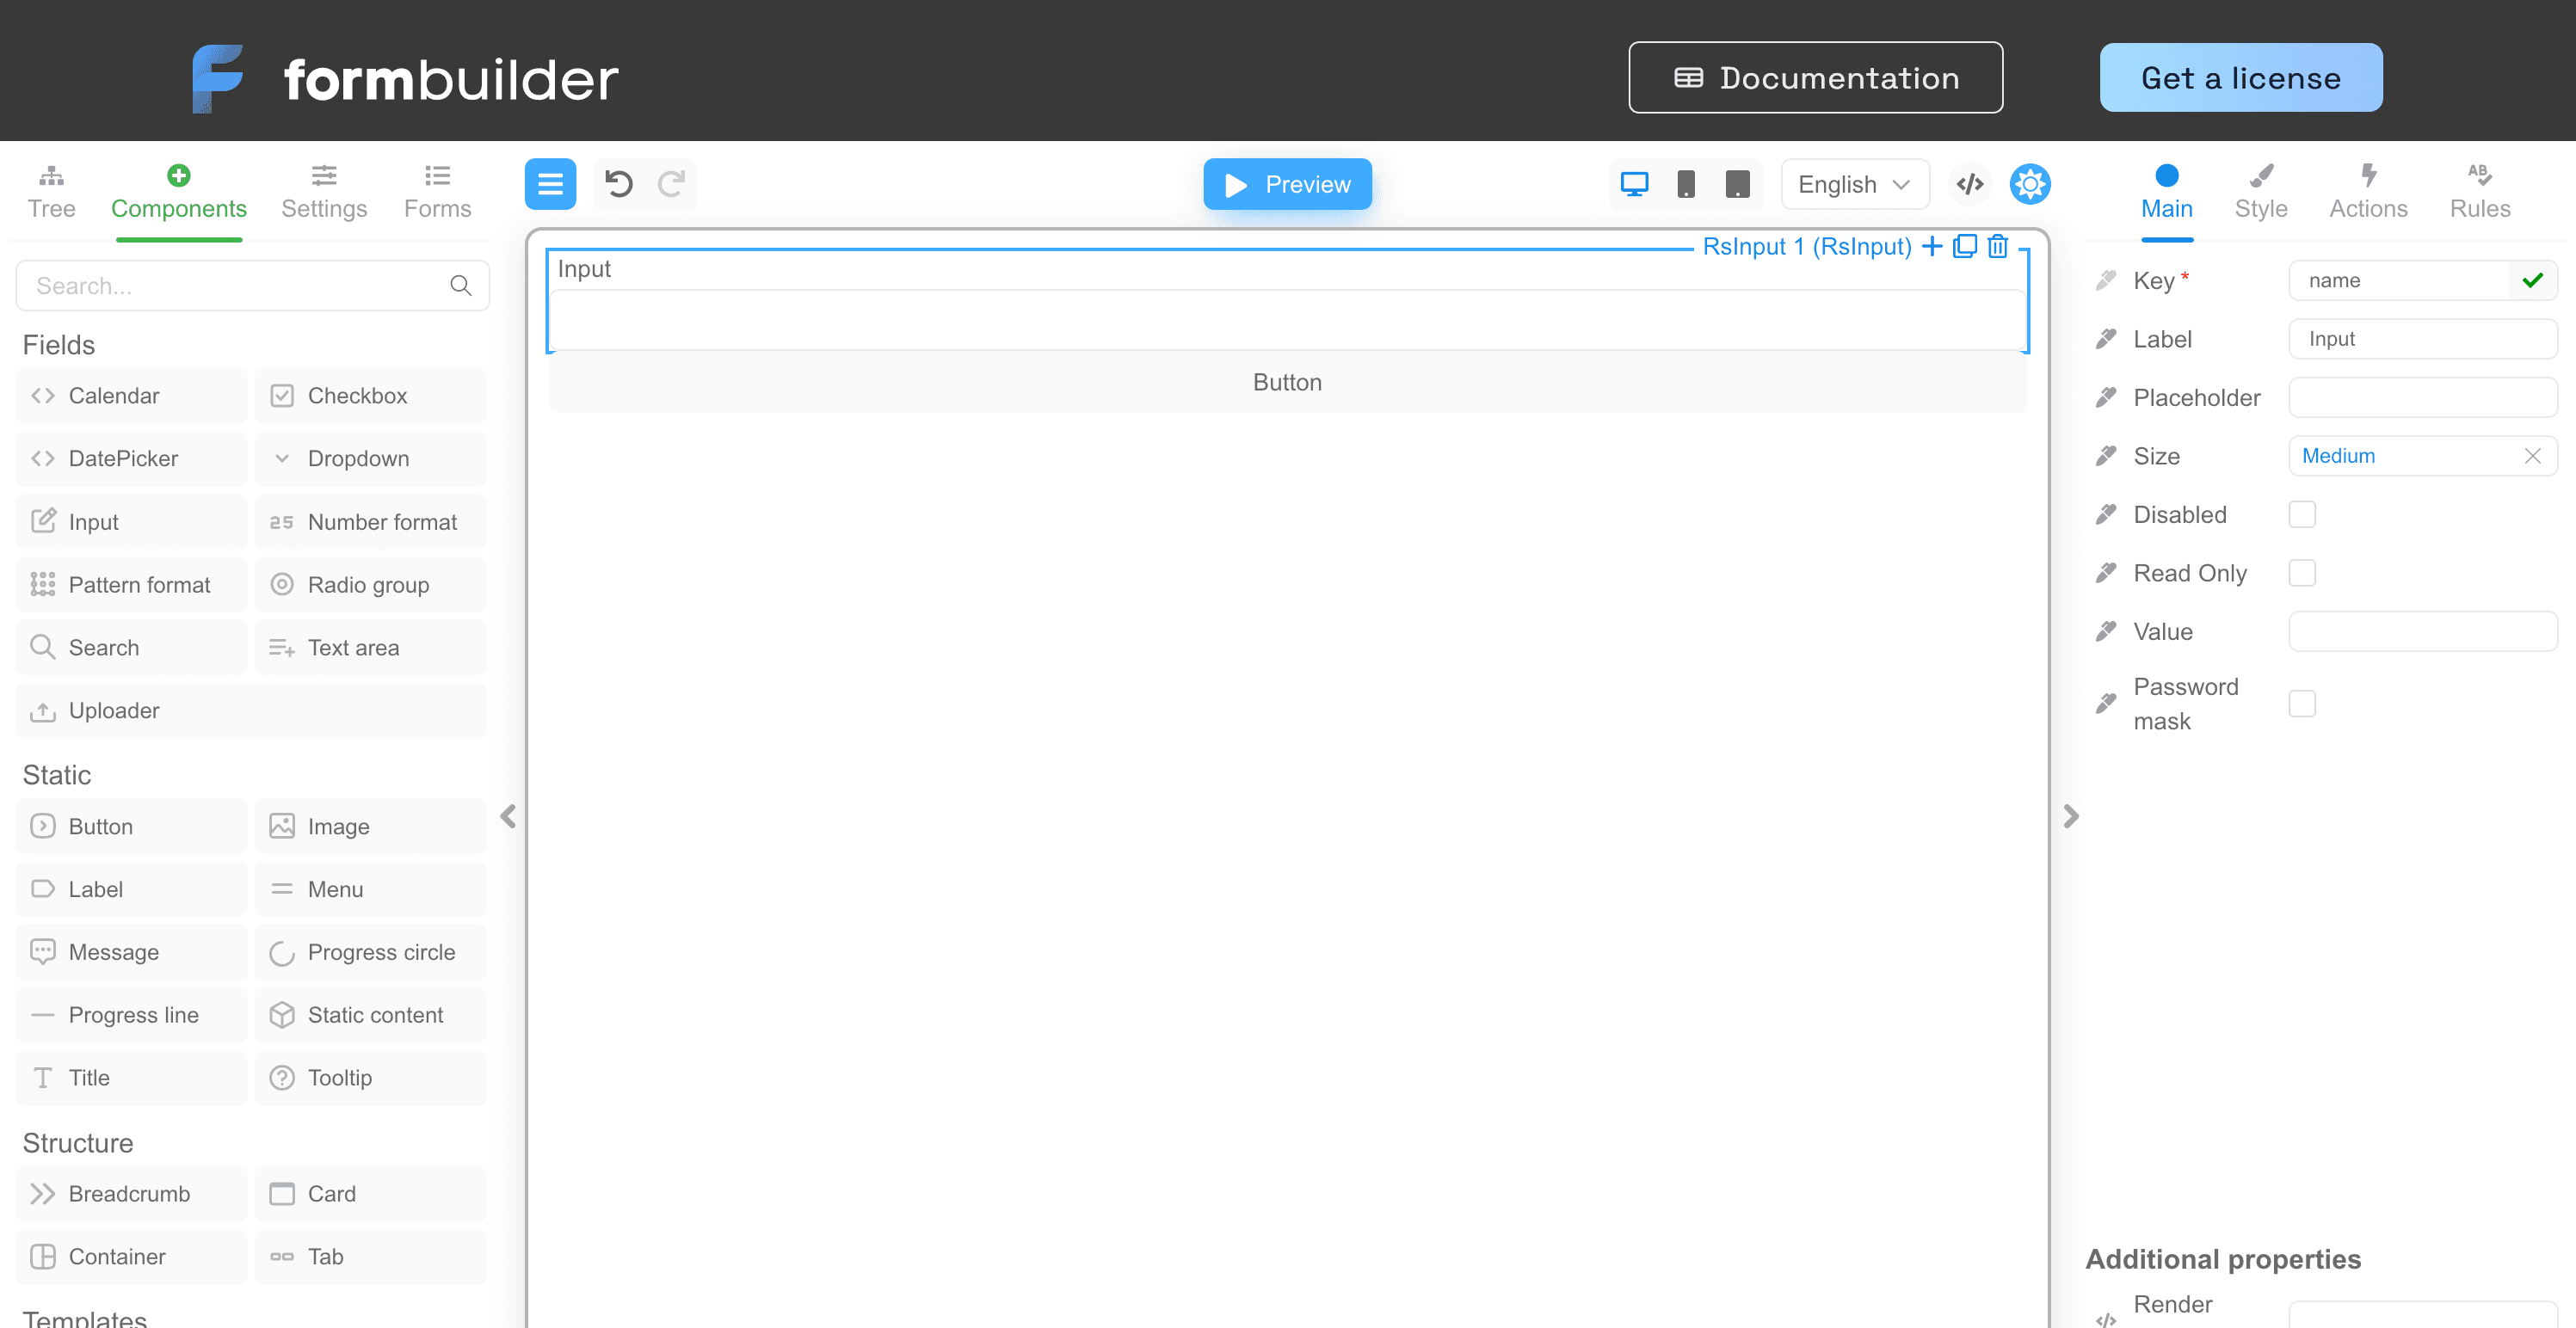 formbuilder
Documentation
Get a license
Tree
Components
Settings
Forms
Preview
English
Main
Style
Actions
Rules
Search...
Fields
Calendar
Checkbox
DatePicker
Dropdown
Input
25 Number format
Pattern format
Radio group
Search
Text area
Uploader
Static
Button
Image
Label
Menu
Message
Progress circle
Progress line
Static content
Title
Tooltip
Structure
Breadcrumb
Card
Container
Tab
Templates
RsInput 1 (RsInput)
Input
Button
Key * name
Label Input
Placeholder
Size Medium
Disabled
Read Only
Value
Password
mask
Additional properties
Render